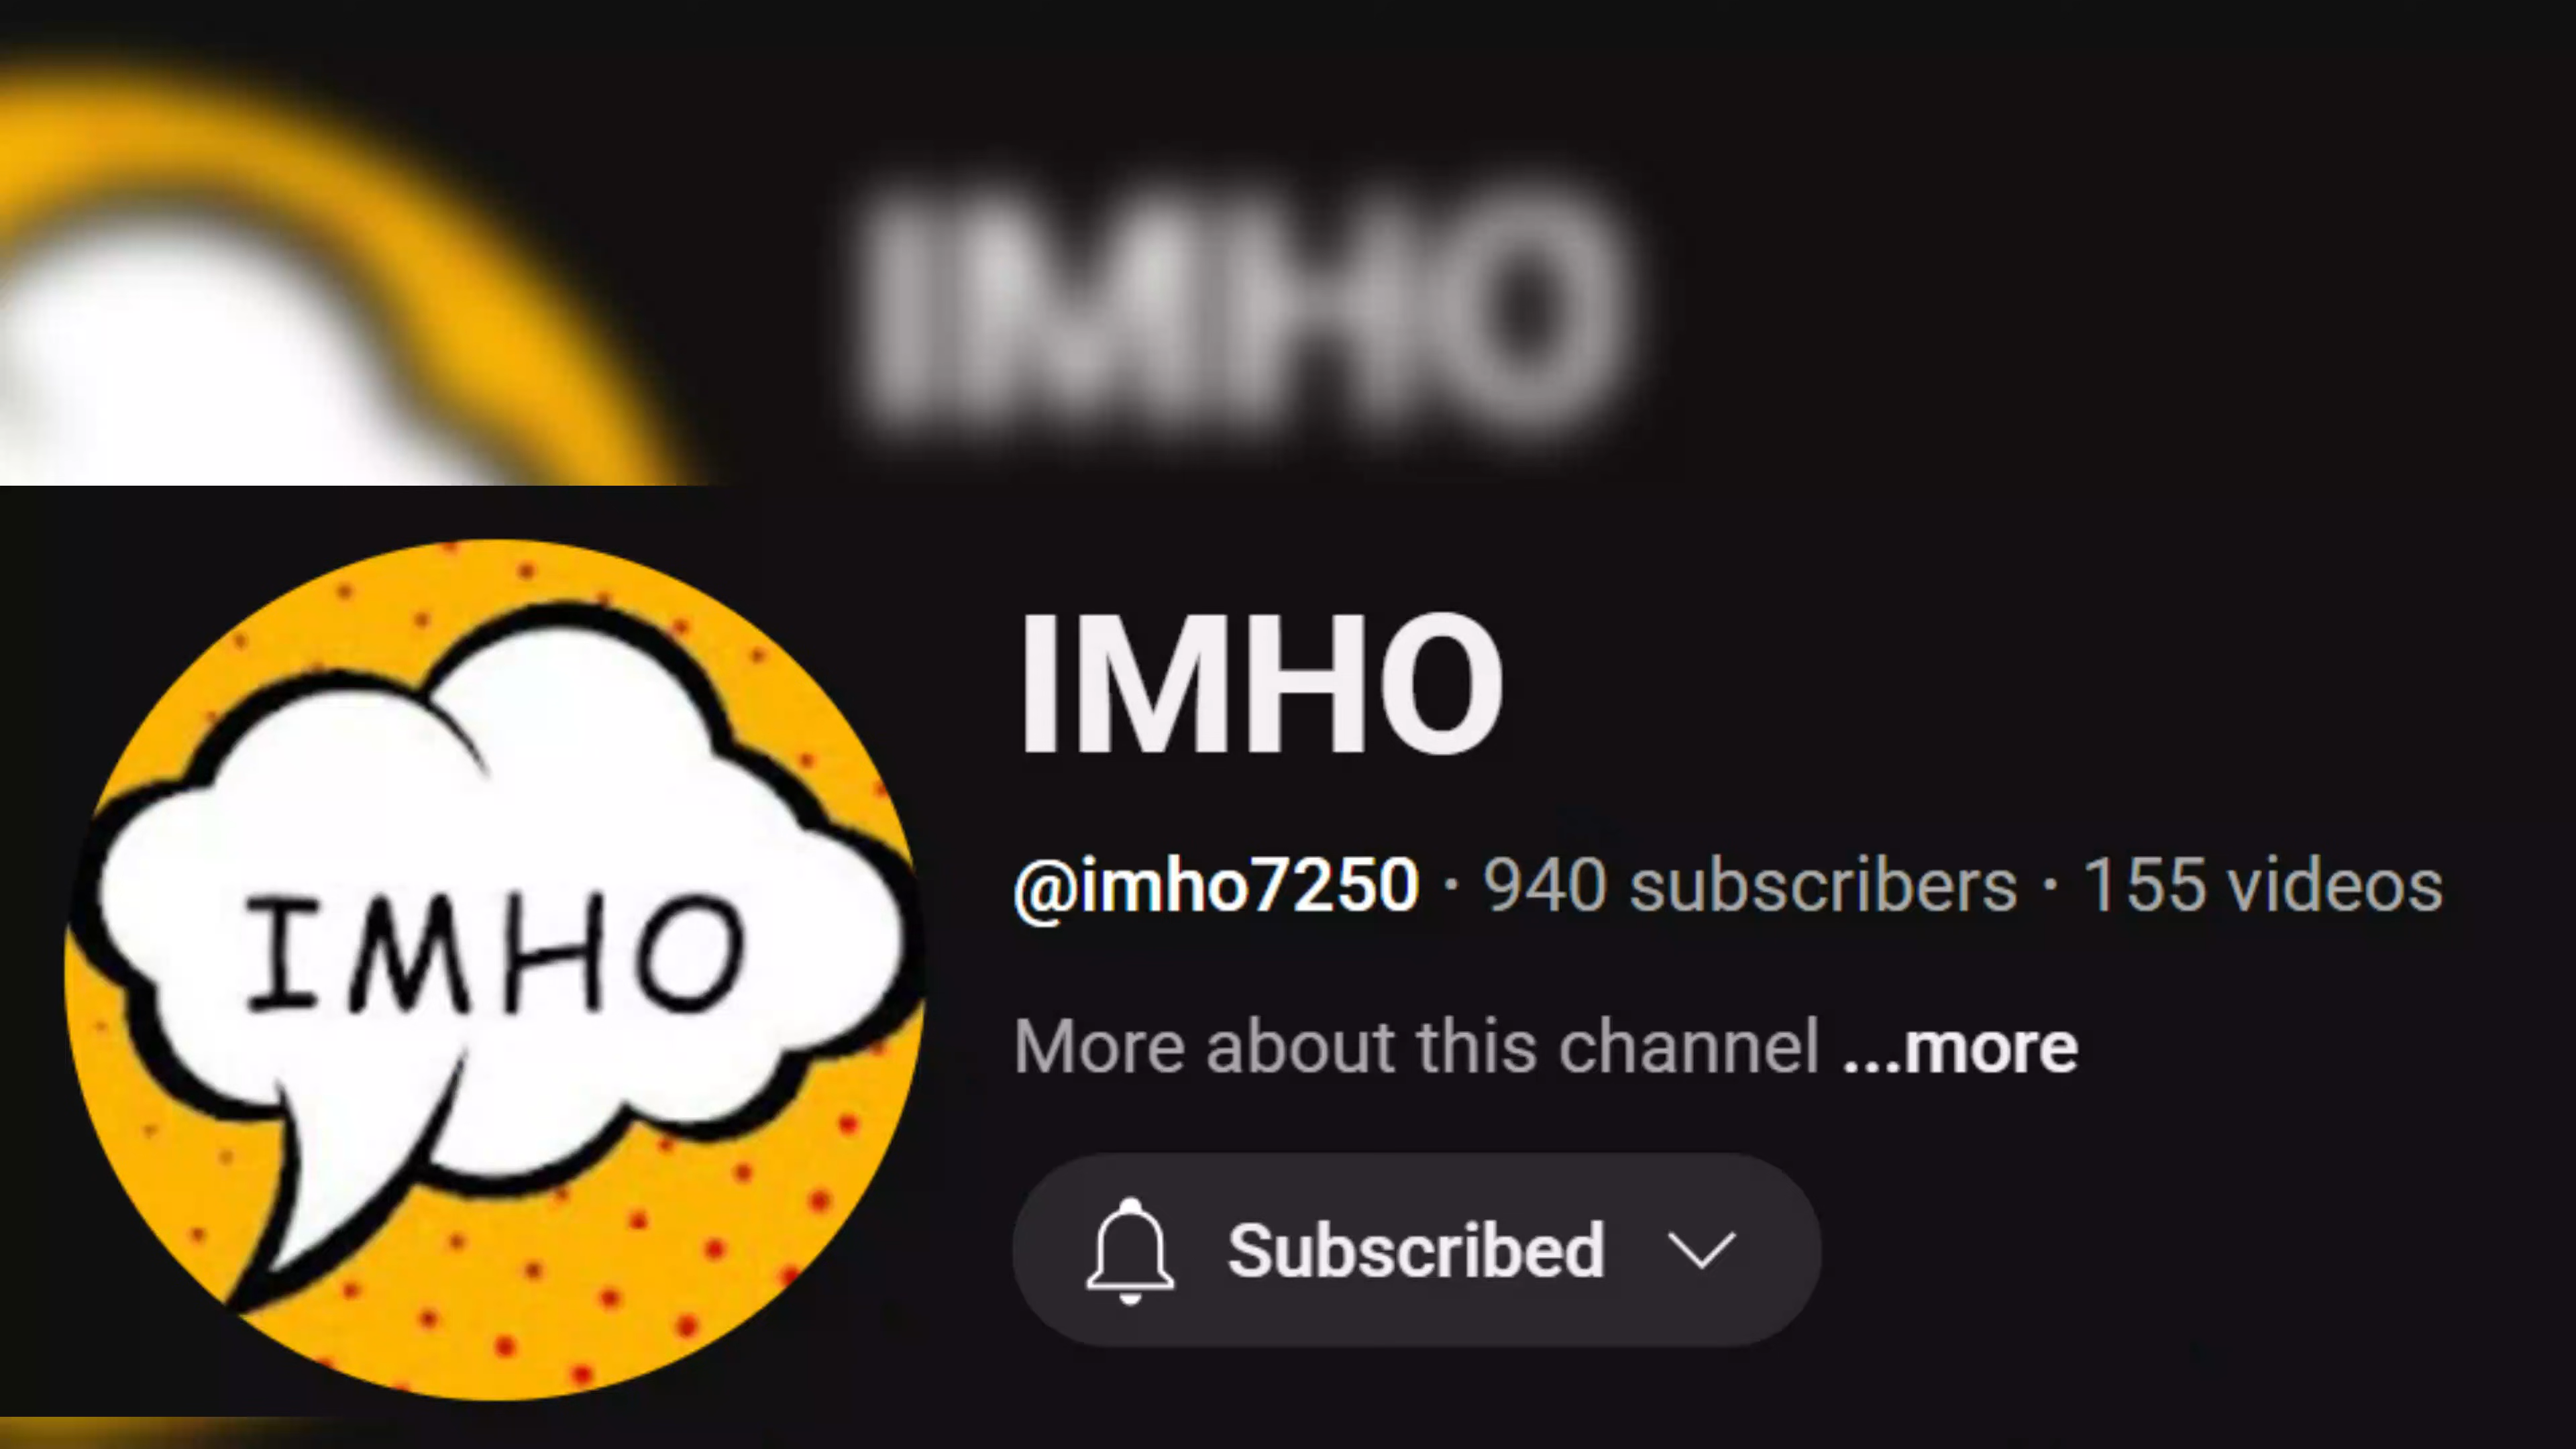 IMHO
IMHO
IMHO
@imho7250 · 940 subscribers · 155 videos
More about this channel ...more
Subscribed